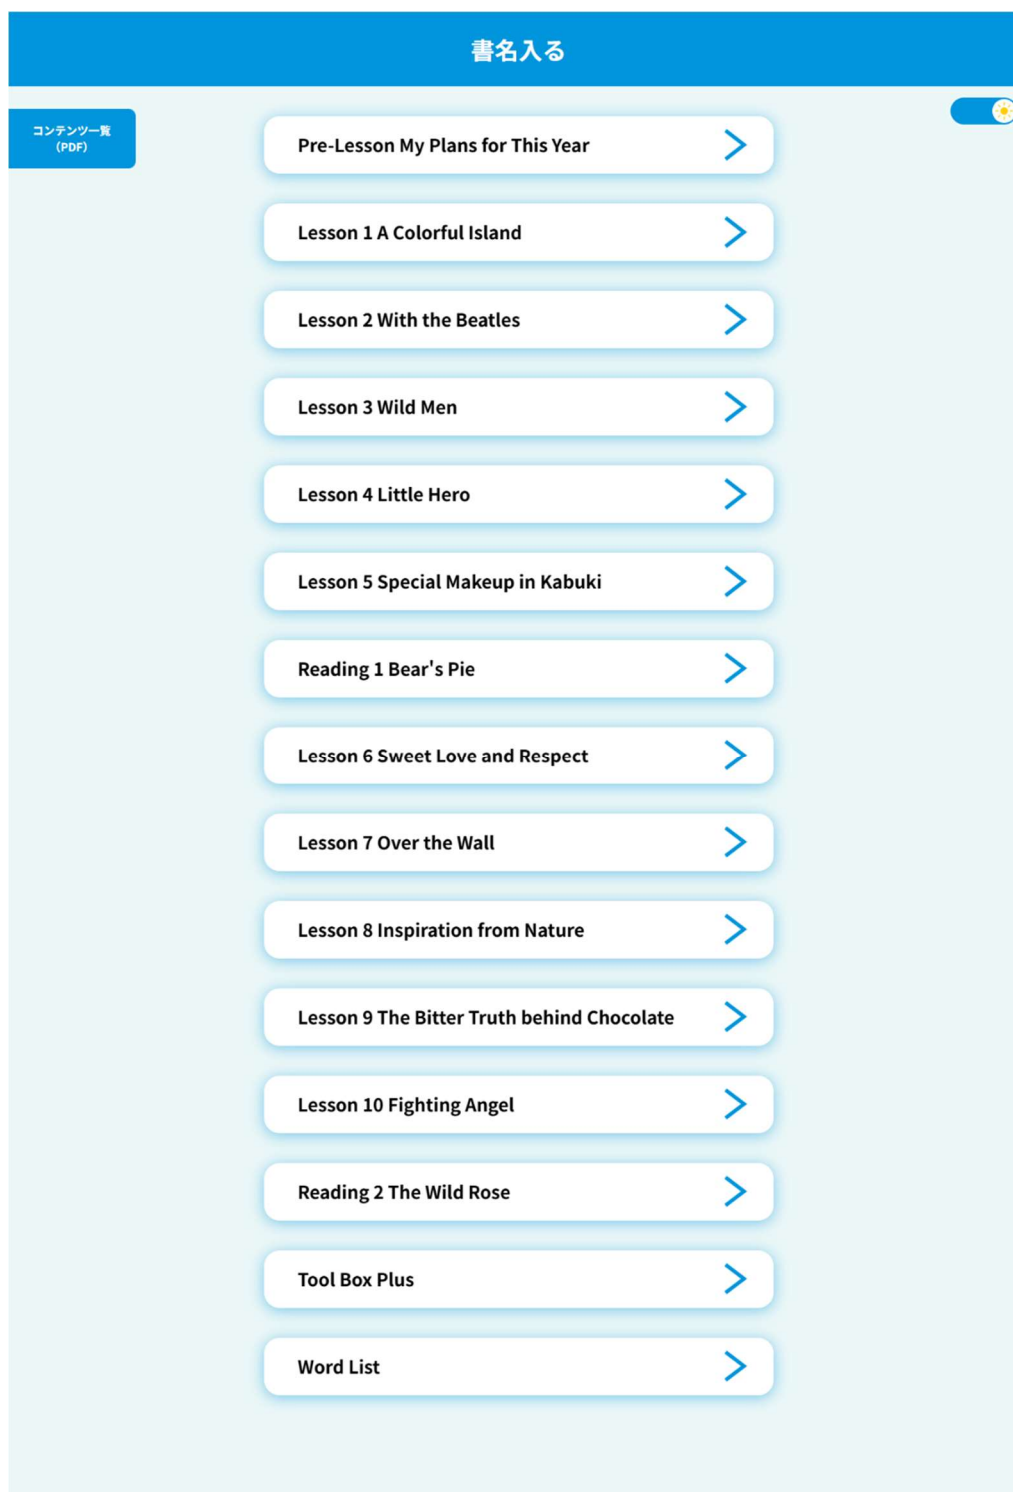 書名入る
コンテンツ一覧
(PDF)
Pre-Lesson My Plans for This Year
Lesson 1 A Colorful Island
Lesson 2 With the Beatles
Lesson 3 Wild Men
Lesson 4 Little Hero
Lesson 5 Special Makeup in Kabuki
Reading 1 Bear's Pie
Lesson 6 Sweet Love and Respect
Lesson 7 Over the Wall
Lesson 8 Inspiration from Nature
Lesson 9 The Bitter Truth behind Chocolate
Lesson 10 Fighting Angel
Reading 2 The Wild Rose
Tool Box Plus
Word List